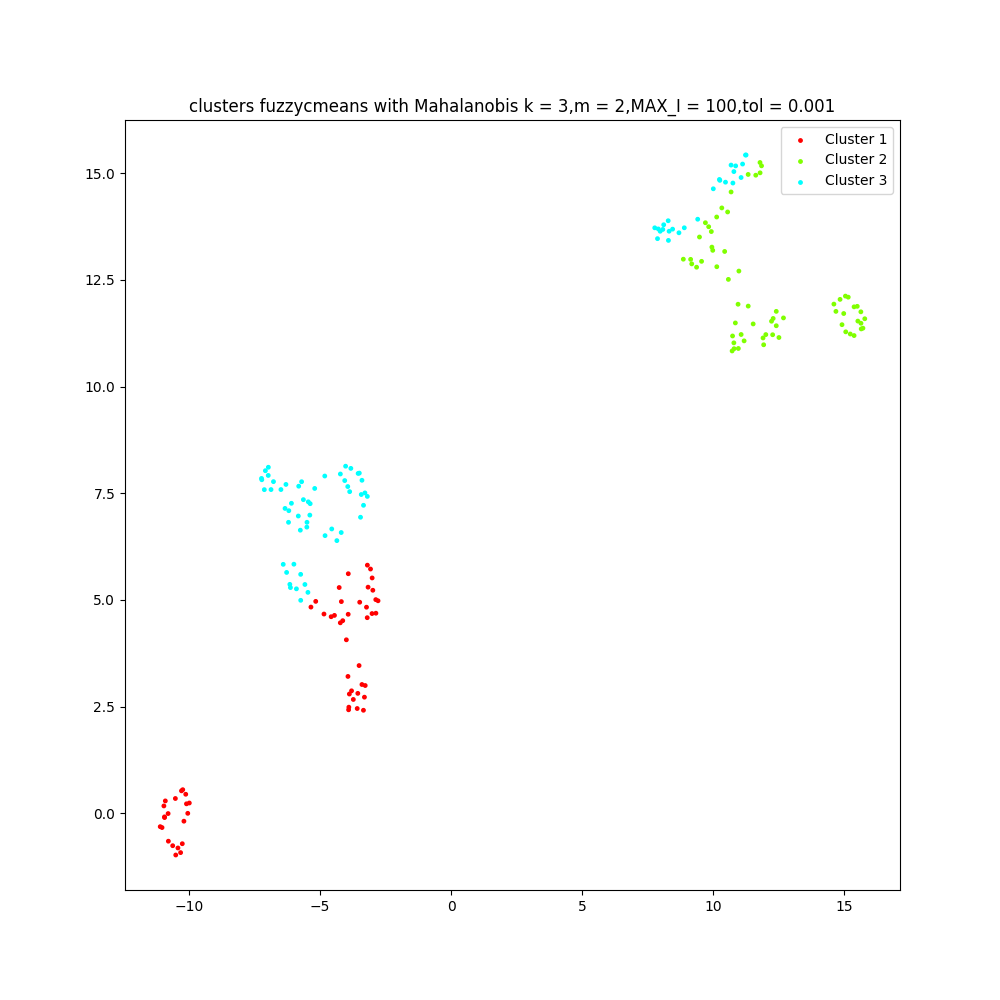 clusters fuzzycmeans with Mahalanobis k = 3,m = 2,MAX_I = 100,tol = 0.001
Cluster 1
Cluster 2
Cluster 3
15.0
12.5
10.0
7.5
5.0
2.5
0.0
−10 −5 0 5 10 15